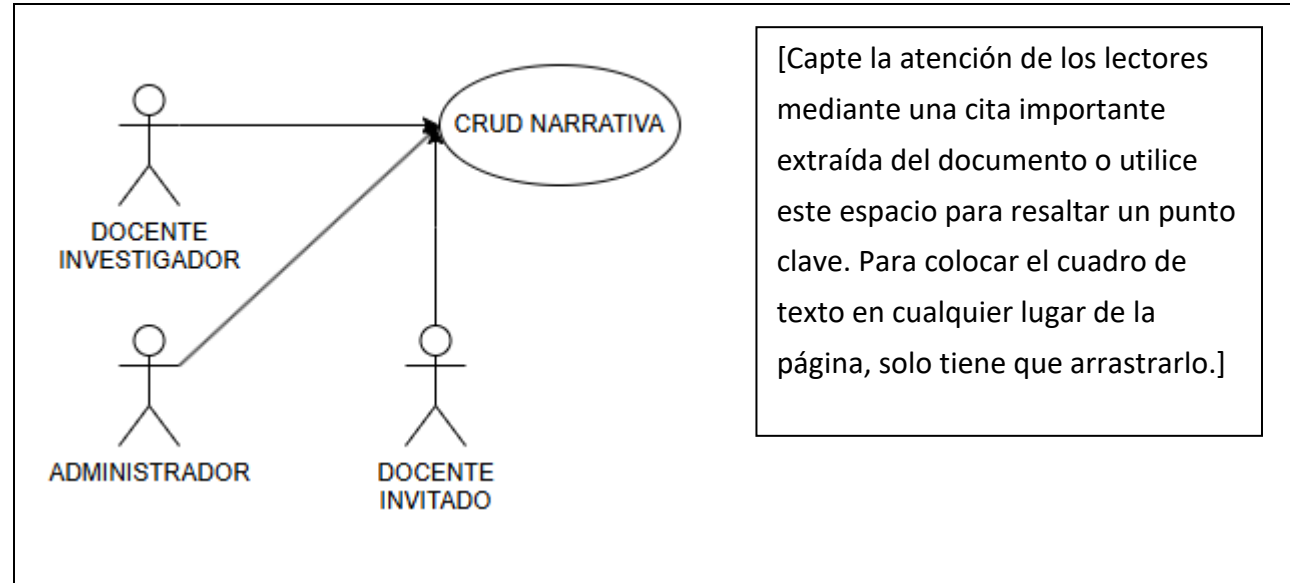 CRUD NARRATIVA
DOCENTE
INVESTIGADOR
ADMINISTRADOR
DOCENTE
INVITADO
[Capte la atención de los lectores
mediante una cita importante
extraída del documento o utilice
este espacio para resaltar un punto
clave. Para colocar el cuadro de
texto en cualquier lugar de la
página, solo tiene que arrastrarlo.]